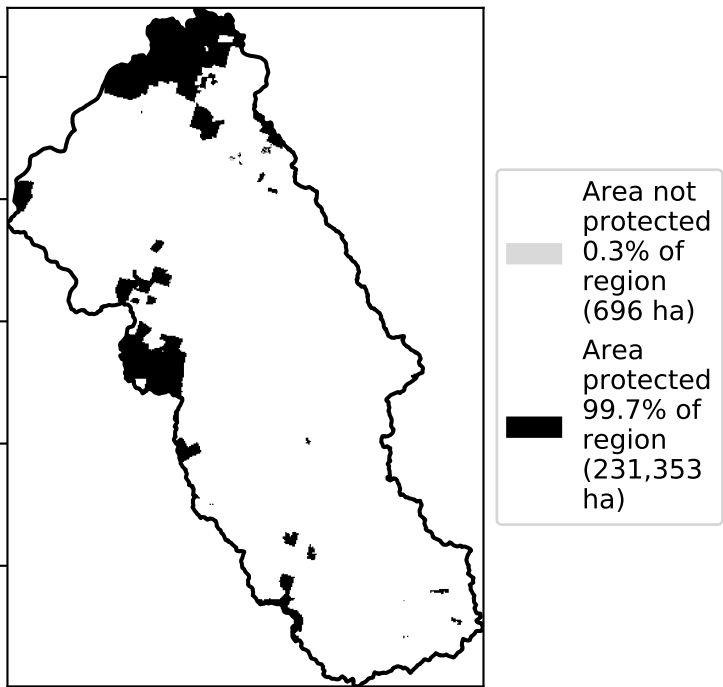 Area not
protected
0.3% of
region
(696 ha)
Area
protected
99.7% of
region
(231,353
ha)